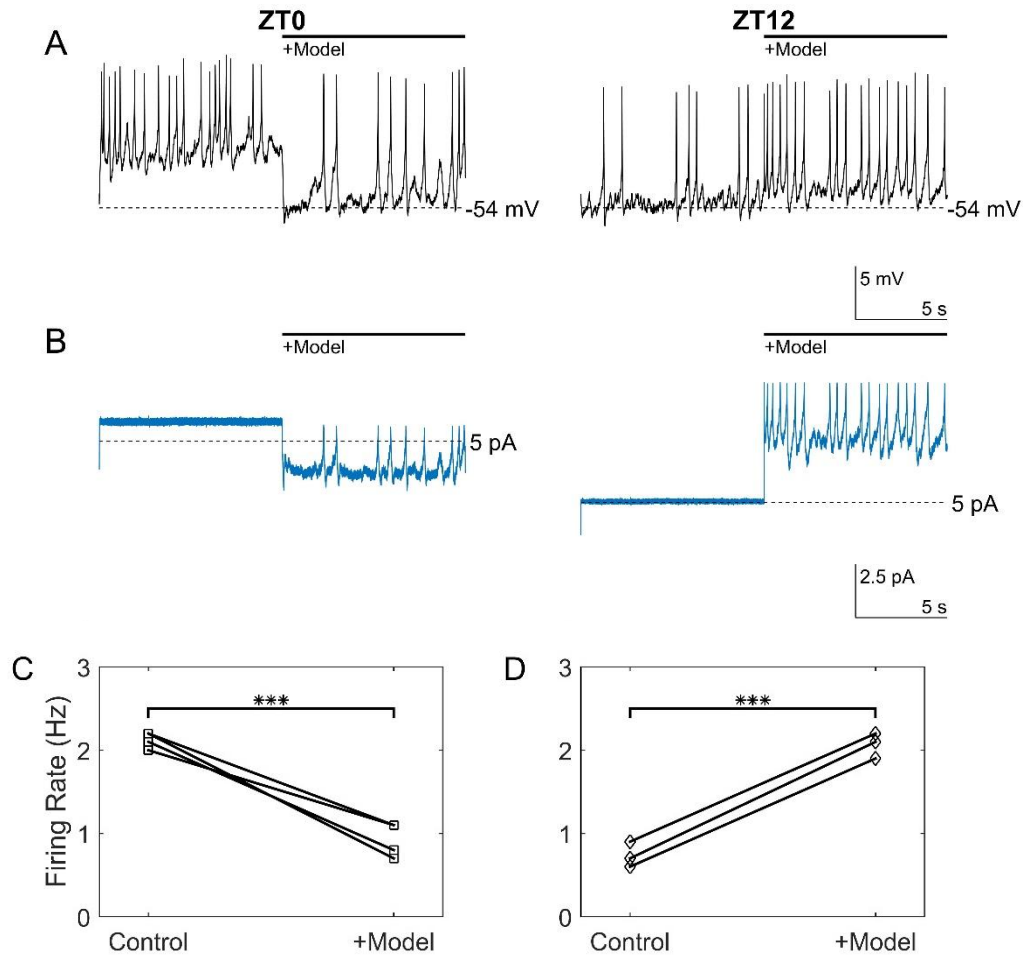 ZT0
ZT12
A
+Model
+Model
-54 mV
-54 mV
5 mV
5 s
B
+Model
+Model
5 pA
5 pA
2.5 pA
5 s
C
D
Firing Rate (Hz)
3
2
1
0
***
Control
+Model
3
2
1
0
***
Control
+Model